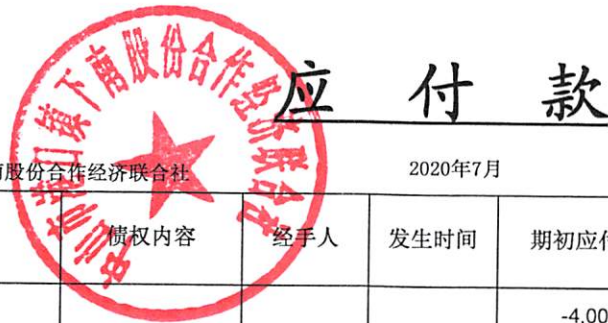 应付款
南股份合作经济联合社
2020年7月
债权内容 经手人 发生时间 期初应付
-4.00
镇下南股份合作经济联合社